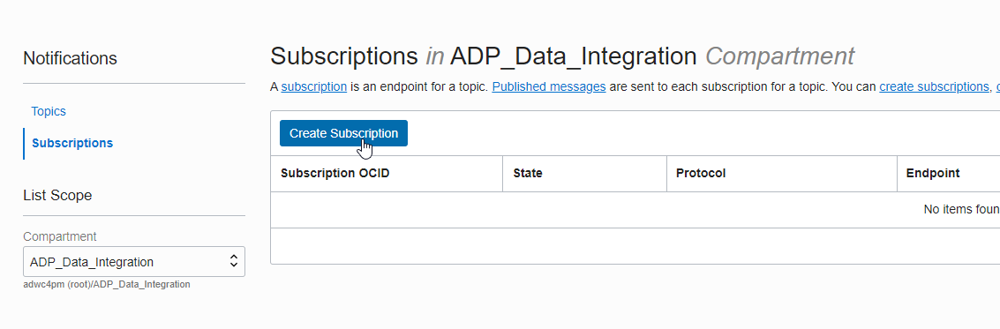 Notifications
Topics
Subscriptions
List Scope
Compartment
ADP_Data_Integration
adwc4pm (root)/ADP_Data_Integration
Subscriptions in ADP_Data_Integration Compartment
A subscription is an endpoint for a topic. Published messages are sent to each subscription for a topic. You can create subscriptions,
Create Subscription
Subscription OCID State Protocol Endpoint
No items foun